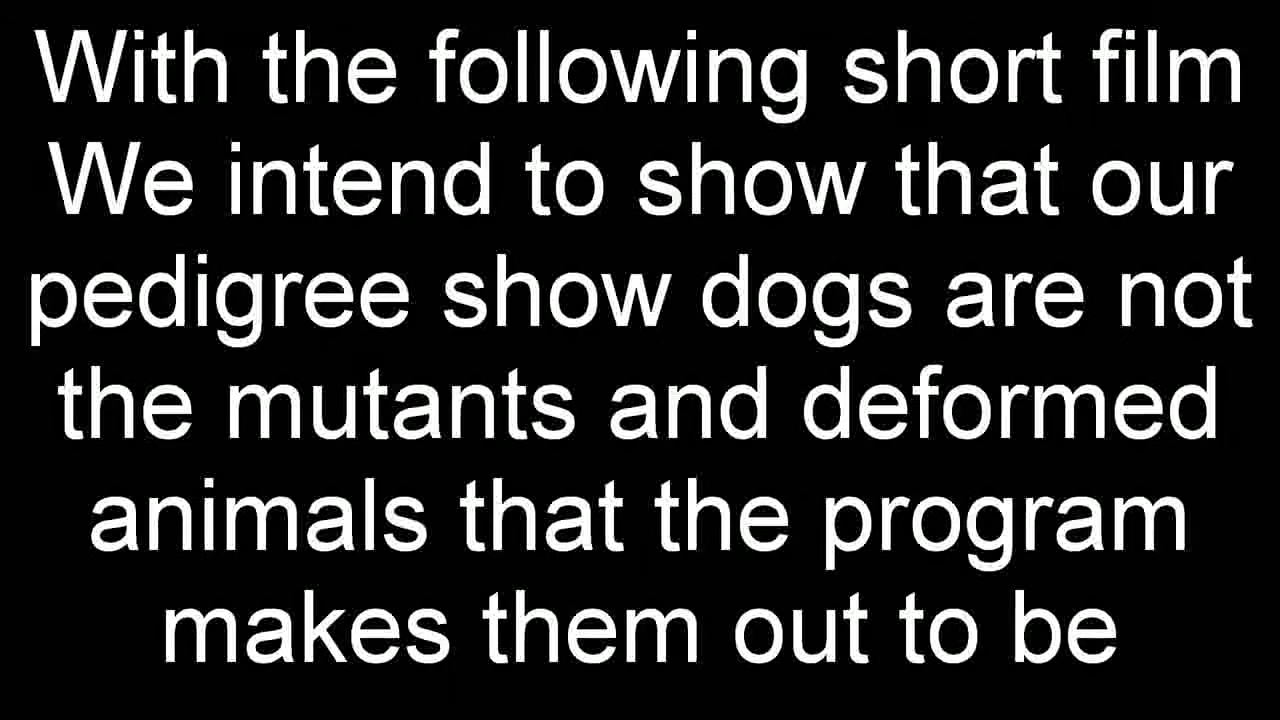 With the following short film
We intend to show that our
pedigree show dogs are not
the mutants and deformed
animals that the program
makes them out to be